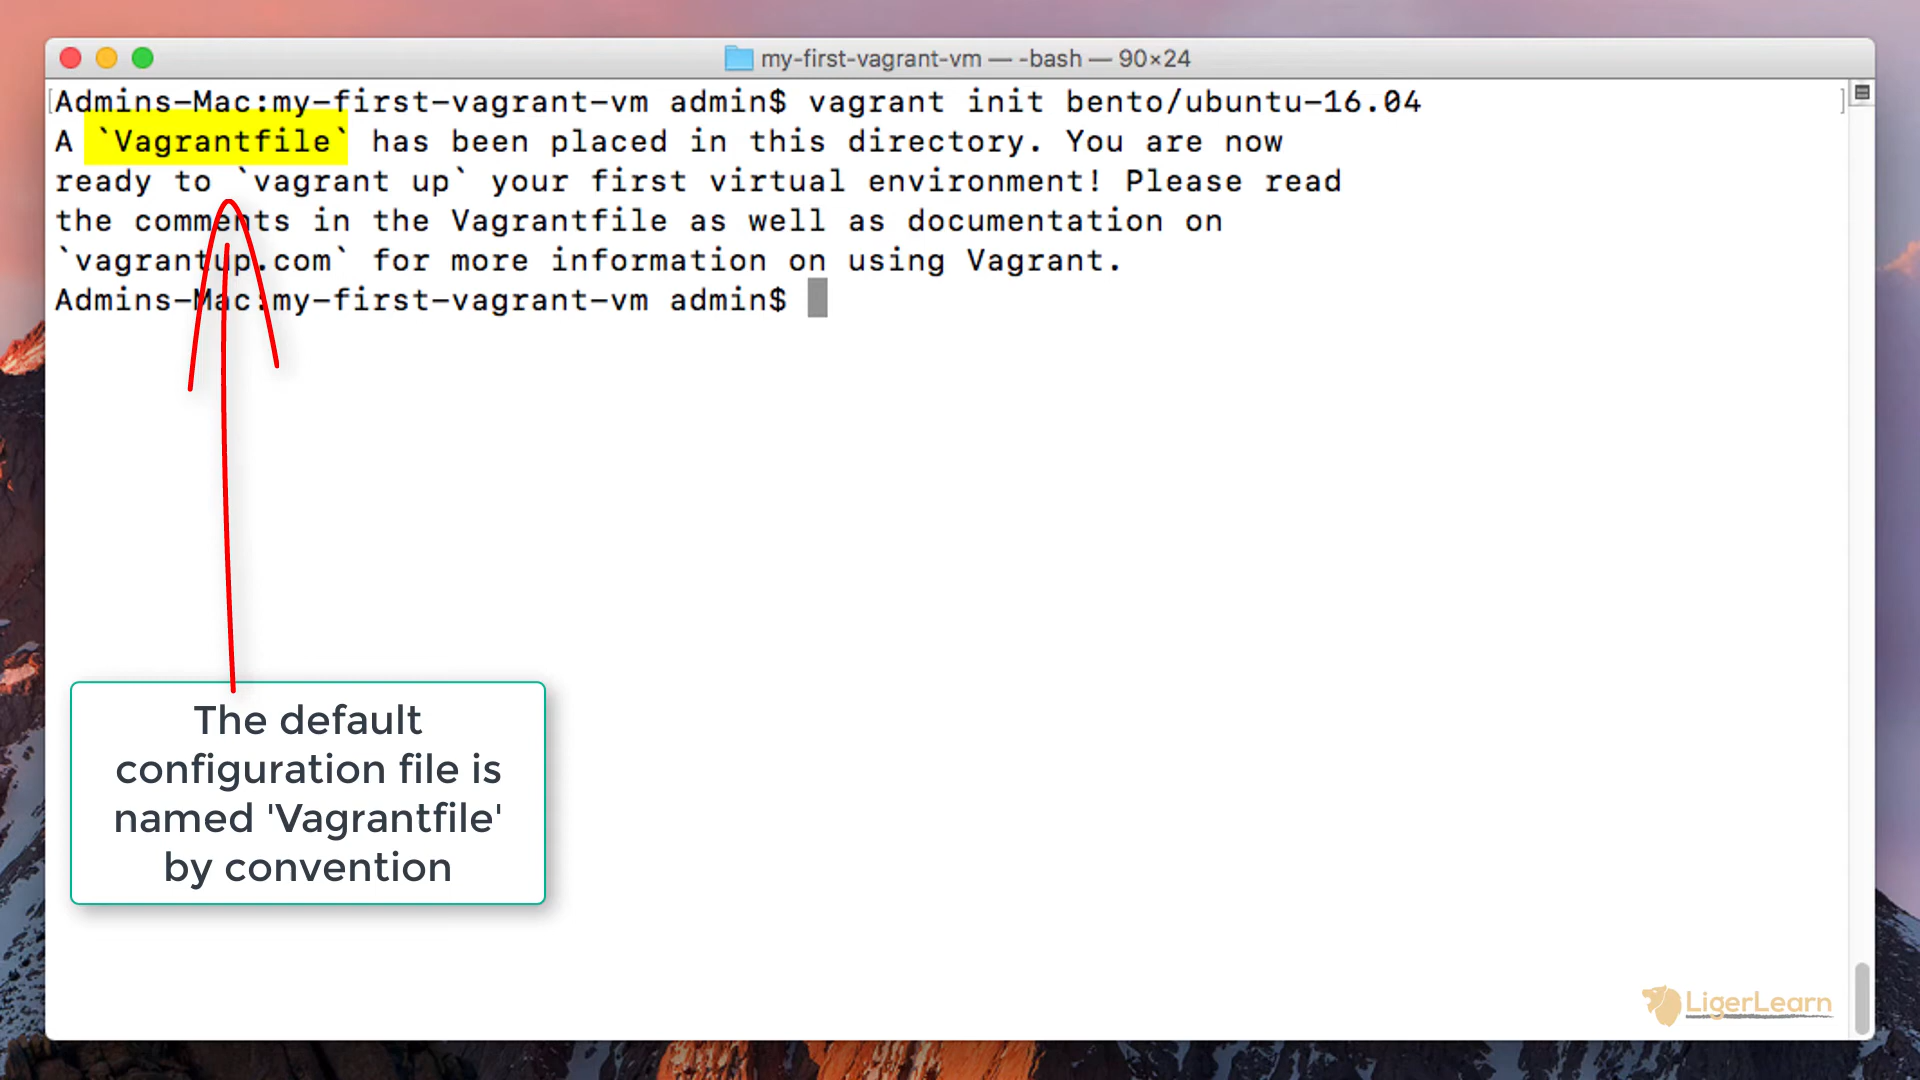 my-first-vagrant-vm — -bash — 90×24
Admins-Mac:my-first-vagrant-vm admin$ vagrant init bento/ubuntu-16.04
A `Vagrantfile` has been placed in this directory. You are now
ready to `vagrant up` your first virtual environment! Please read
the comments in the Vagrantfile as well as documentation on
`vagrantup.com` for more information on using Vagrant.
Admins-Mac:my-first-vagrant-vm admin$
The default
configuration file is
named 'Vagrantfile'
by convention
LigerLearn